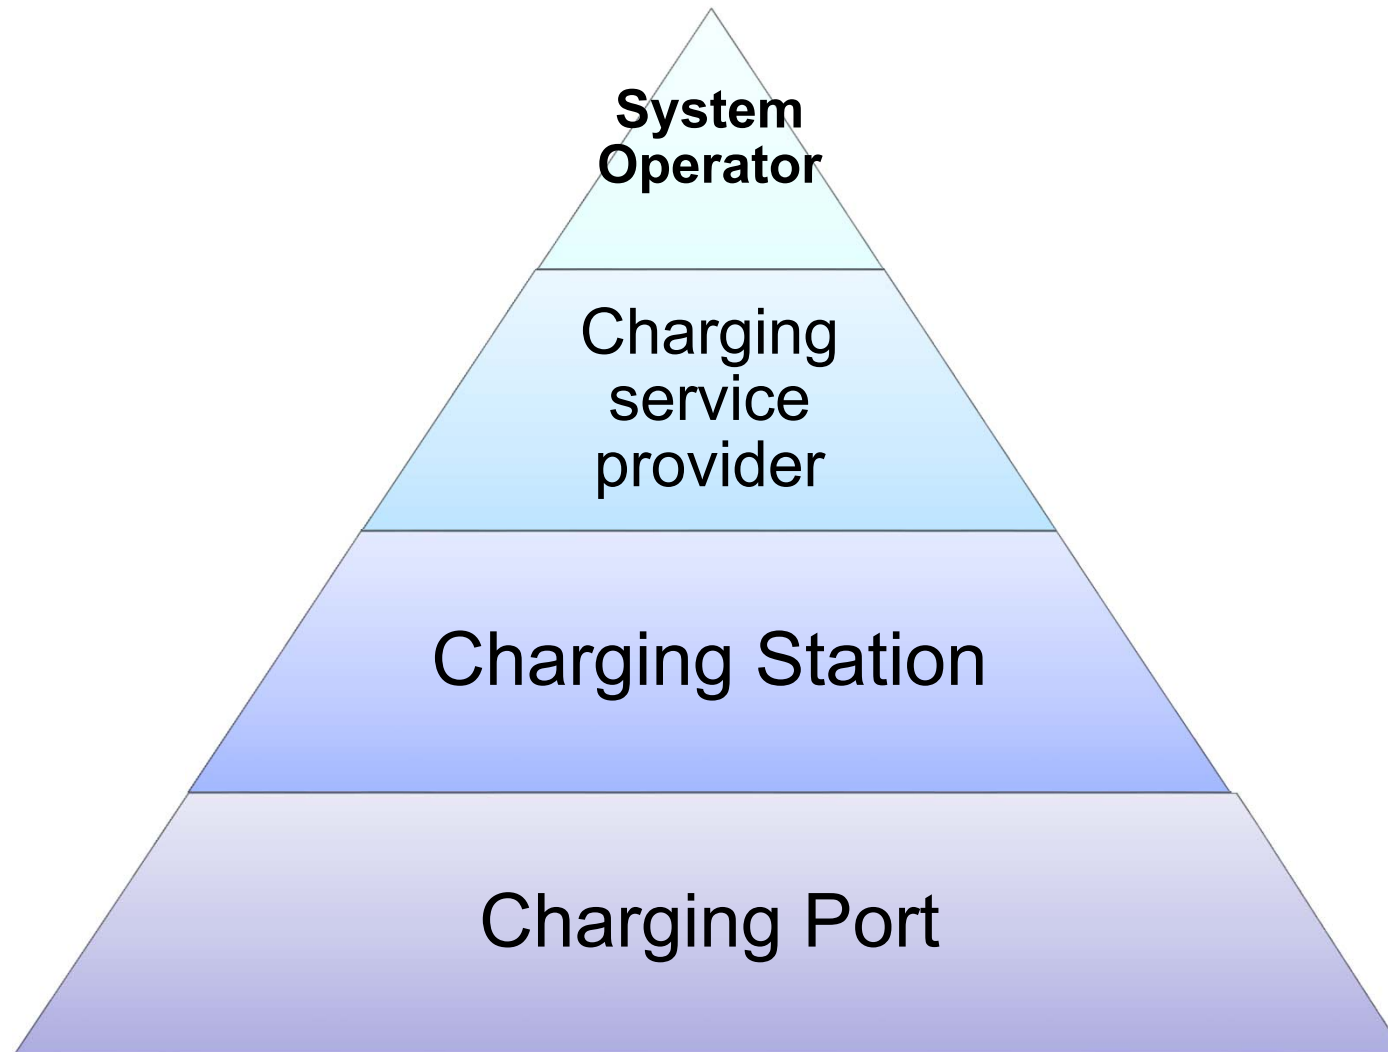 System
Operator
Charging
service
provider
Charging Station
Charging Port